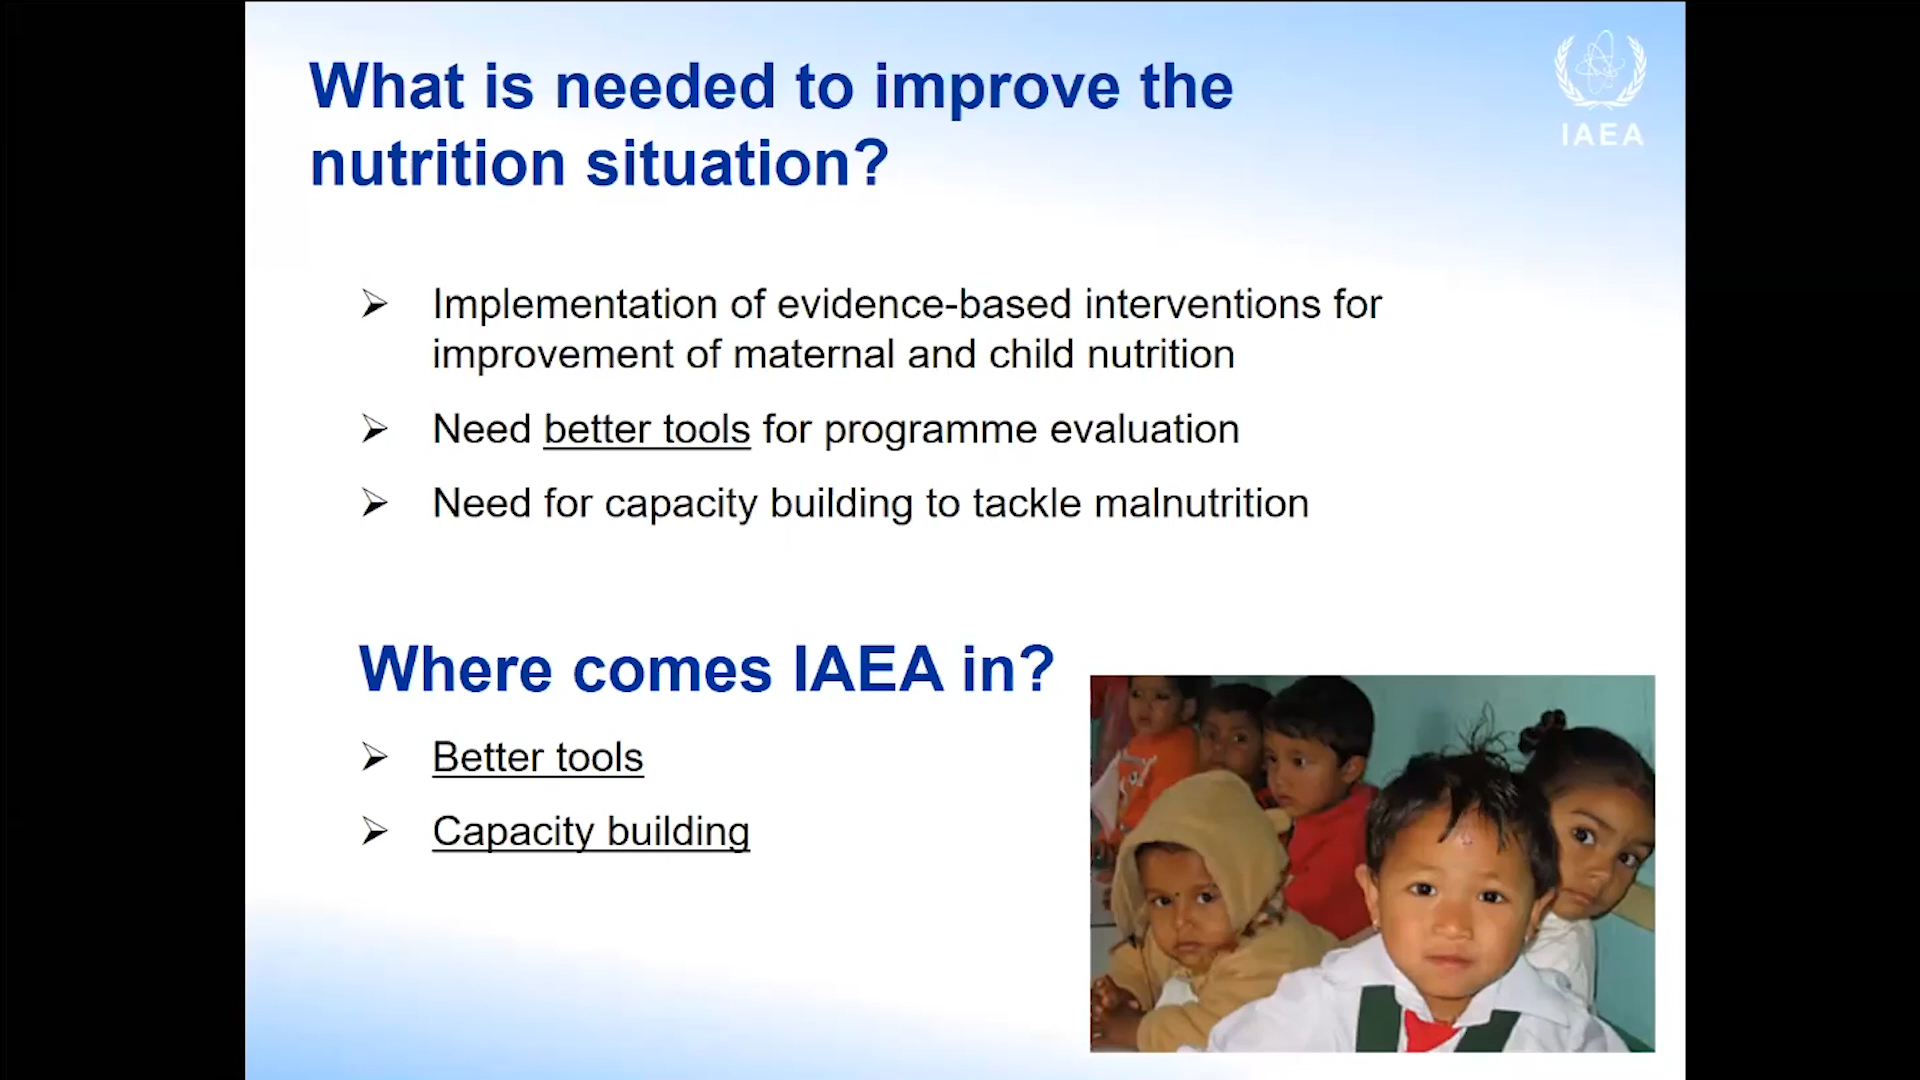 What is needed to improve the
nutrition situation?
IAEA
Implementation of evidence-based interventions for
improvement of maternal and child nutrition
Need better tools for programme evaluation
Need for capacity building to tackle malnutrition
Where comes IAEA in?
Better tools
Capacity building